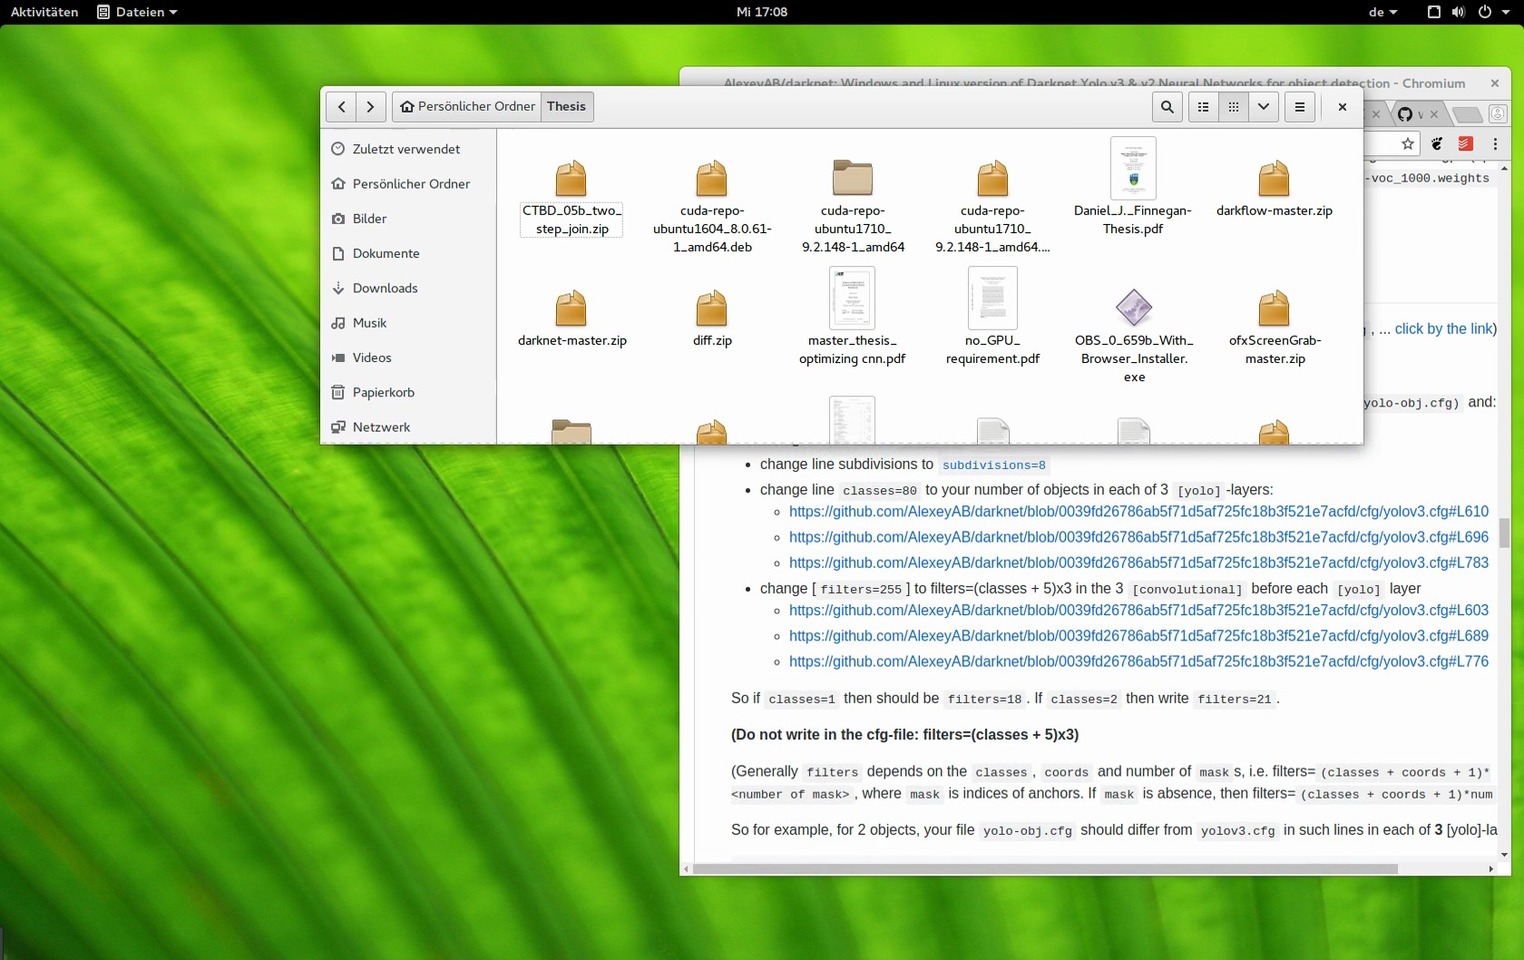 Aktivitäten Dateien Mi 17:08 de
AlexeyAB/darknet: Windows and Linux version of Darknet Yolo v3 & v2 Neural Networks for object detection - Chromium
Persönlicher Ordner Thesis
Zuletzt verwendet
Persönlicher Ordner
Bilder
Dokumente
Downloads
Musik
Videos
Papierkorb
Netzwerk
CTBD_05b_two_
step_join.zip
cuda-repo-
ubuntu1604_8.0.61-
1_amd64.deb
cuda-repo-
ubuntu1710_
9.2.148-1_amd64
cuda-repo-
ubuntu1710_
9.2.148-1_amd64....
Daniel_J._Finnegan-
Thesis.pdf
darkflow-master.zip
darknet-master.zip
diff.zip
master_thesis_
optimizing cnn.pdf
no_GPU_
requirement.pdf
OBS_0_659b_With_
Browser_Installer.
exe
ofxScreenGrab-
master.zip
-voc_1000.weights
, ... click by the link)
yolo-obj.cfg) and:
• change line subdivisions to subdivisions=8
• change line classes=80 to your number of objects in each of 3 [yolo] -layers:
◦ https://github.com/AlexeyAB/darknet/blob/0039fd26786ab5f71d5af725fc18b3f521e7acfd/cfg/yolov3.cfg#L610
◦ https://github.com/AlexeyAB/darknet/blob/0039fd26786ab5f71d5af725fc18b3f521e7acfd/cfg/yolov3.cfg#L696
◦ https://github.com/AlexeyAB/darknet/blob/0039fd26786ab5f71d5af725fc18b3f521e7acfd/cfg/yolov3.cfg#L783
• change [ filters=255 ] to filters=(classes + 5)x3 in the 3 [convolutional] before each [yolo] layer
◦ https://github.com/AlexeyAB/darknet/blob/0039fd26786ab5f71d5af725fc18b3f521e7acfd/cfg/yolov3.cfg#L603
◦ https://github.com/AlexeyAB/darknet/blob/0039fd26786ab5f71d5af725fc18b3f521e7acfd/cfg/yolov3.cfg#L689
◦ https://github.com/AlexeyAB/darknet/blob/0039fd26786ab5f71d5af725fc18b3f521e7acfd/cfg/yolov3.cfg#L776
So if classes=1 then should be filters=18 . If classes=2 then write filters=21 .
(Do not write in the cfg-file: filters=(classes + 5)x3)
(Generally filters depends on the classes , coords and number of mask s, i.e. filters= (classes + coords + 1)*
<number of mask> , where mask is indices of anchors. If mask is absence, then filters= (classes + coords + 1)*num
So for example, for 2 objects, your file yolo-obj.cfg should differ from yolov3.cfg in such lines in each of 3 [yolo]-la